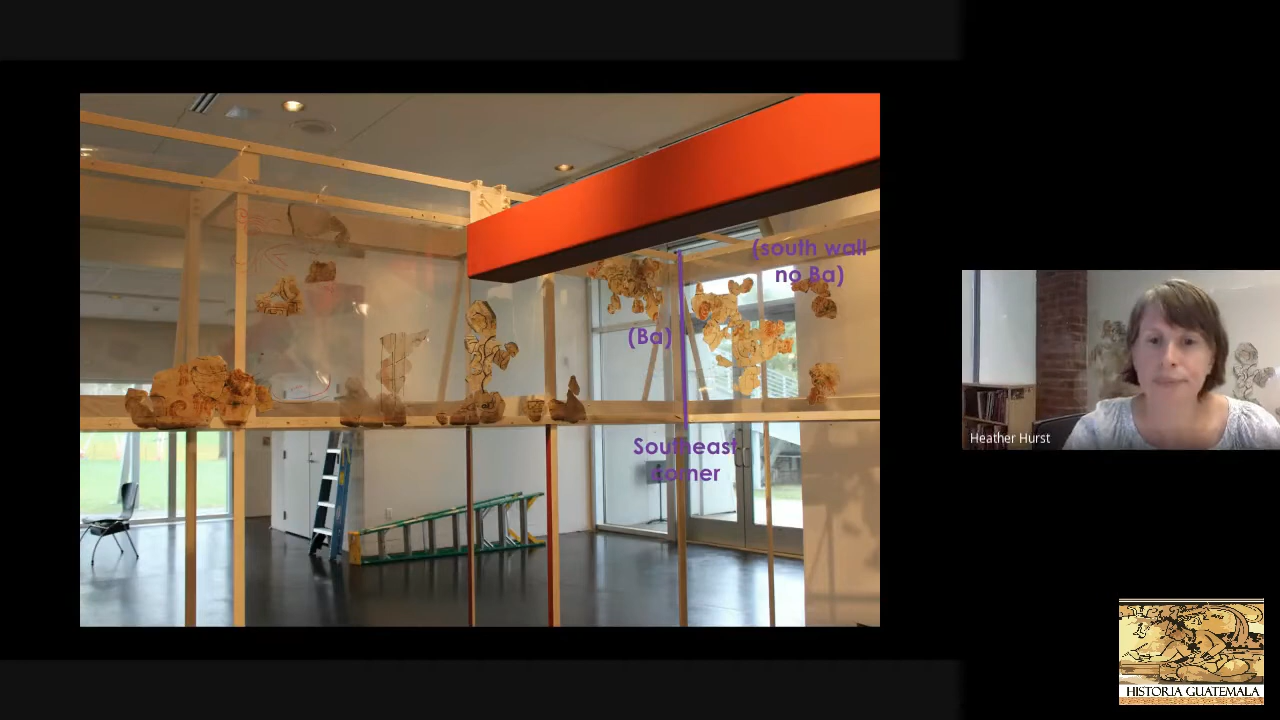 (south wall
no Ba)
(Ba)
Southeast
corner
Heather Hurst
HISTORIA GUATEMALA